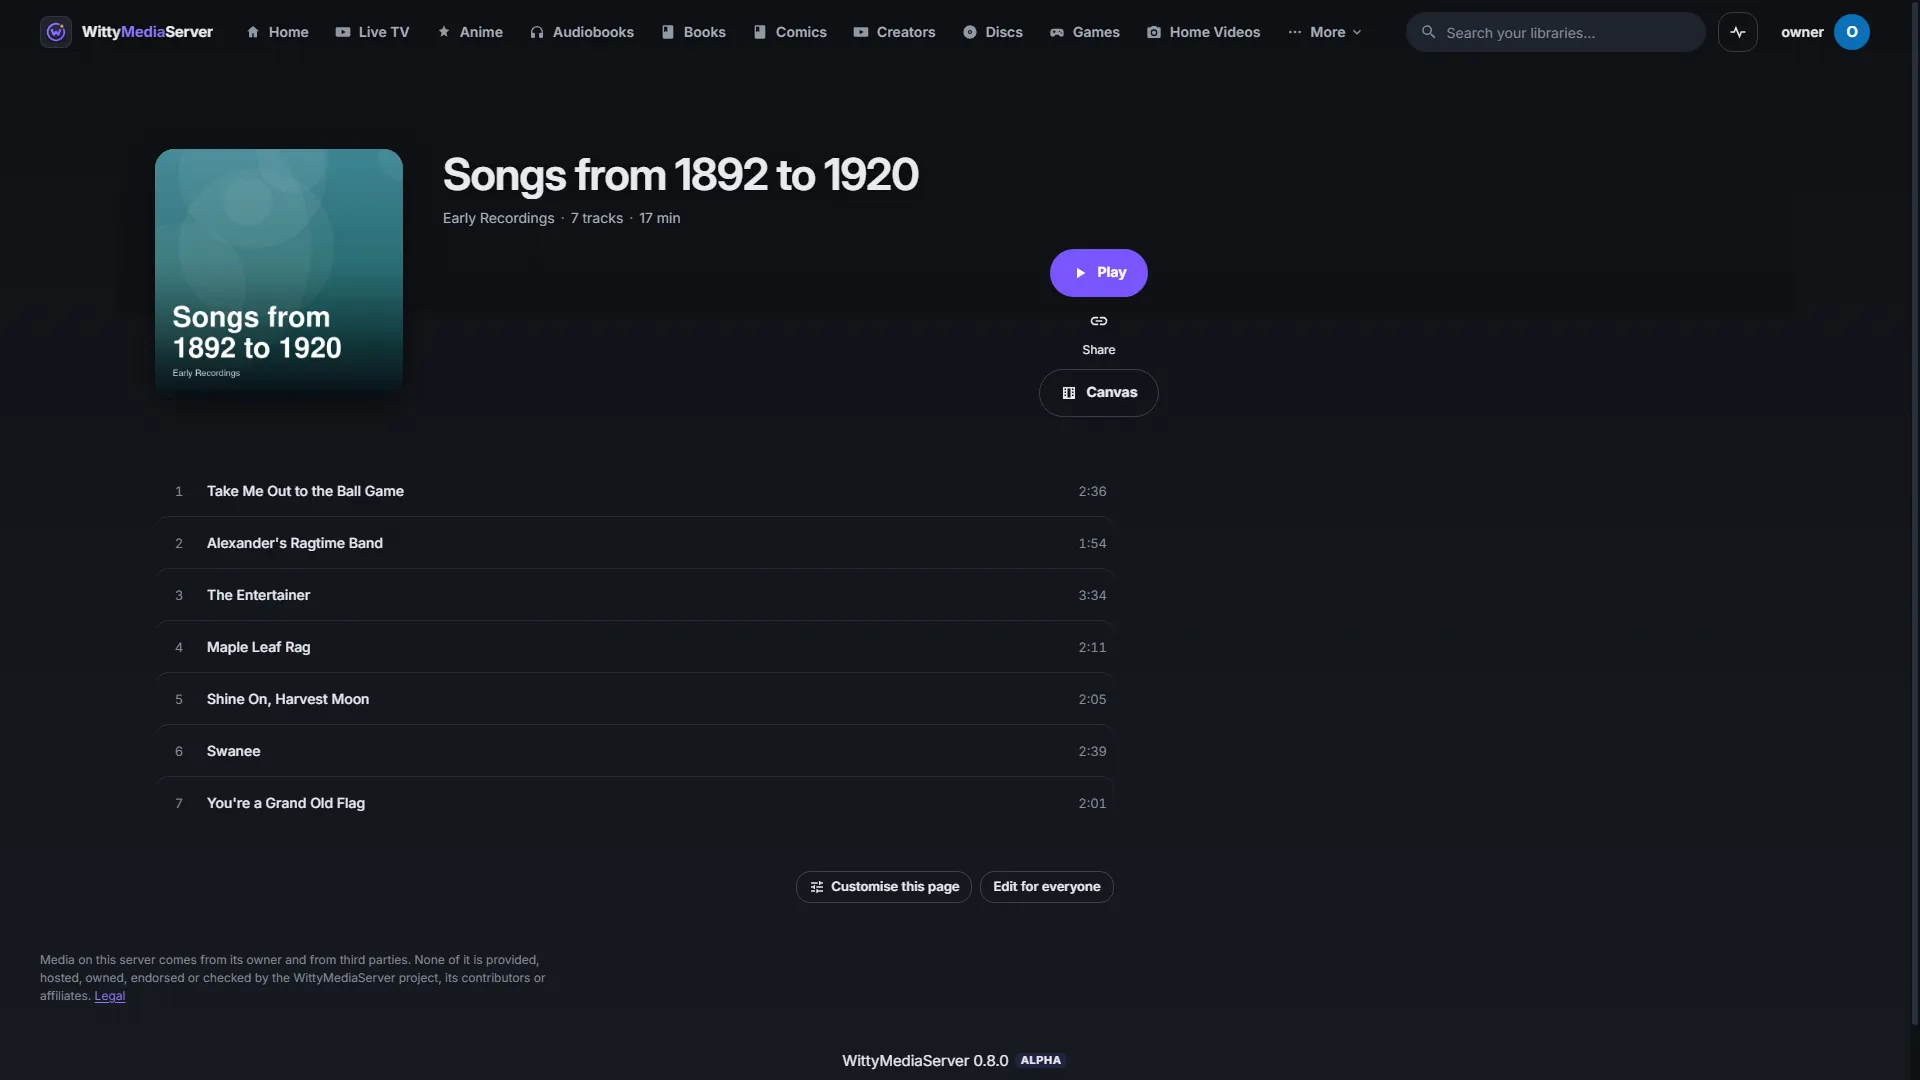 WittyMediaServer
Home
Live TV
Anime
Audiobooks
Books
Comics
Creators
Discs
Games
Home Videos
More
Search your libraries...
owner
O
Songs from
1892 to 1920
Early Recordings
Songs from 1892 to 1920
Early Recordings · 7 tracks · 17 min
Play
Share
Canvas
1 Take Me Out to the Ball Game 2:36
2 Alexander's Ragtime Band 1:54
3 The Entertainer 3:34
4 Maple Leaf Rag 2:11
5 Shine On, Harvest Moon 2:05
6 Swanee 2:39
7 You're a Grand Old Flag 2:01
Customise this page
Edit for everyone
Media on this server comes from its owner and from third parties. None of it is provided,
hosted, owned, endorsed or checked by the WittyMediaServer project, its contributors or
affiliates. Legal
WittyMediaServer 0.8.0 ALPHA